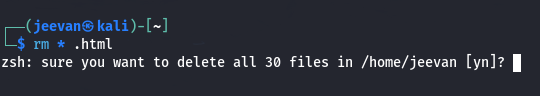 ┌──(jeevan㉿kali)-[~]
└─$ rm * .html
zsh: sure you want to delete all 30 files in /home/jeevan [yn]?